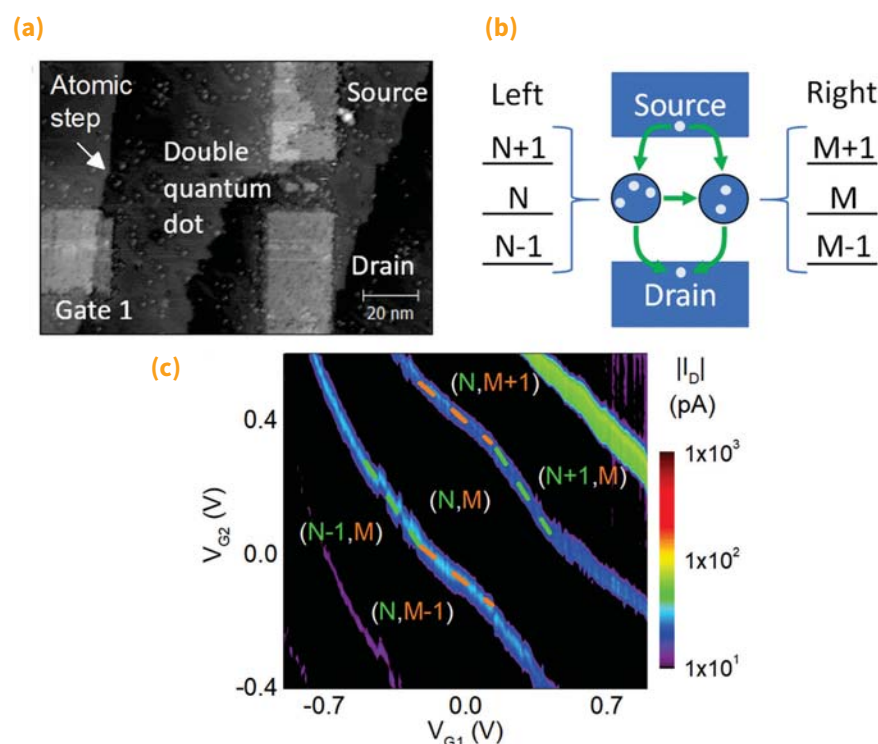 (a)
Atomic
step
Double
quantum
dot
Source
Drain
Gate 1
20 nm
(b)
Left
N+1
N
N-1
Source
Drain
Right
M+1
M
M-1
(c)
(N,M+1)
(N+1,M)
(N,M)
(N-1,M)
(N,M-1)
V_G2 (V)
0.4
0.0
-0.4
-0.7
0.0
0.7
V_G1 (V)
|I_D|
(pA)
1x10³
1x10²
1x10¹